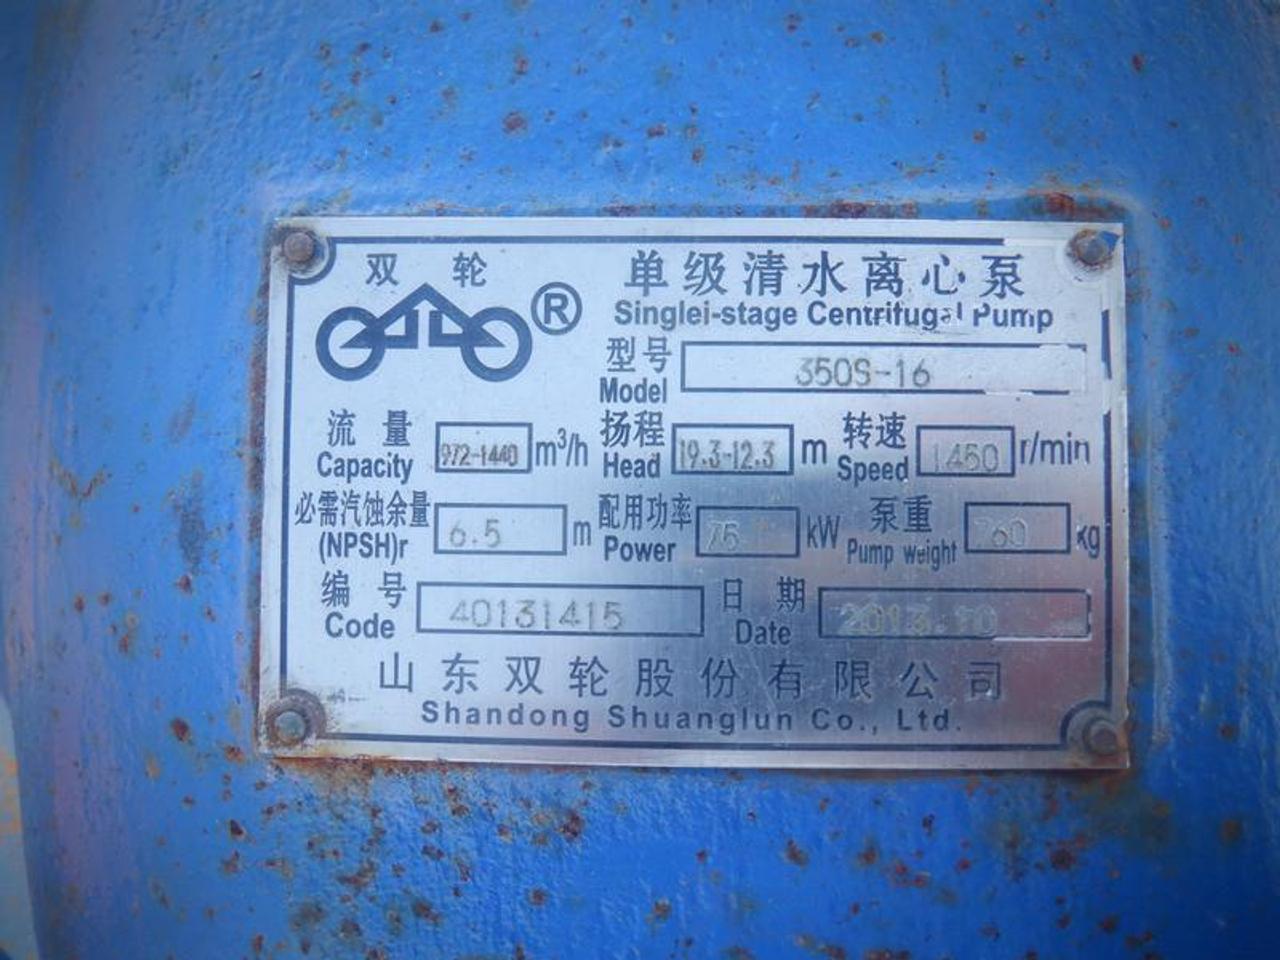 双 轮 ®
单级清水离心泵
Singlei-stage Centrifugal Pump
型号 Model 350S-16
流量 Capacity 972-1440 m³/h 扬程 Head 19.3-12.3 m 转速 Speed 1450 r/min
必需汽蚀余量 (NPSH)r 6.5 m 配用功率 Power 75 kW 泵重 Pump weight 760 kg
编号 Code 40131415 日期 Date 2013.10
山东双轮股份有限公司
Shandong Shuanglun Co., Ltd.